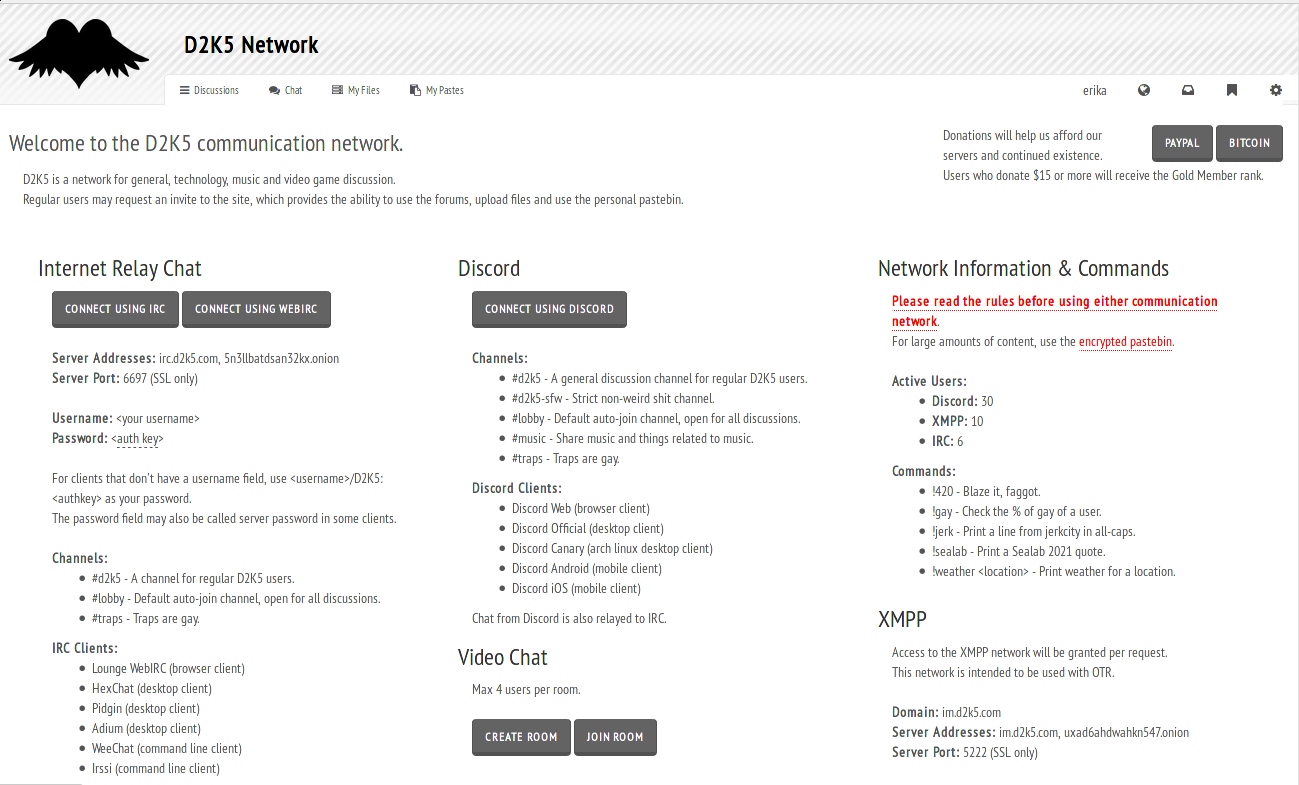 D2K5 Network
Discussions
Chat
My Files
My Pastes
erika
Welcome to the D2K5 communication network.
D2K5 is a network for general, technology, music and video game discussion.
Regular users may request an invite to the site, which provides the ability to use the forums, upload files and use the personal pastebin.
Donations will help us afford our
servers and continued existence.
Users who donate $15 or more will receive the Gold Member rank.
PAYPAL
BITCOIN
Internet Relay Chat
CONNECT USING IRC
CONNECT USING WEBIRC
Server Addresses: irc.d2k5.com, 5n3llbatdsan32kx.onion
Server Port: 6697 (SSL only)
Username: <your username>
Password: <auth key>
For clients that don't have a username field, use <username>/D2K5:
<authkey> as your password.
The password field may also be called server password in some clients.
Channels:
#d2k5 - A channel for regular D2K5 users.
#lobby - Default auto-join channel, open for all discussions.
#traps - Traps are gay.
IRC Clients:
Lounge WebIRC (browser client)
HexChat (desktop client)
Pidgin (desktop client)
Adium (desktop client)
WeeChat (command line client)
Irssi (command line client)
Discord
CONNECT USING DISCORD
Channels:
#d2k5 - A general discussion channel for regular D2K5 users.
#d2k5-sfw - Strict non-weird shit channel.
#lobby - Default auto-join channel, open for all discussions.
#music - Share music and things related to music.
#traps - Traps are gay.
Discord Clients:
Discord Web (browser client)
Discord Official (desktop client)
Discord Canary (arch linux desktop client)
Discord Android (mobile client)
Discord iOS (mobile client)
Chat from Discord is also relayed to IRC.
Video Chat
Max 4 users per room.
CREATE ROOM
JOIN ROOM
Network Information & Commands
Please read the rules before using either communication
network.
For large amounts of content, use the encrypted pastebin.
Active Users:
Discord: 30
XMPP: 10
IRC: 6
Commands:
!420 - Blaze it, faggot.
!gay - Check the % of gay of a user.
!jerk - Print a line from jerkcity in all-caps.
!sealab - Print a Sealab 2021 quote.
!weather <location> - Print weather for a location.
XMPP
Access to the XMPP network will be granted per request.
This network is intended to be used with OTR.
Domain: im.d2k5.com
Server Addresses: im.d2k5.com, uxad6ahdwahkn547.onion
Server Port: 5222 (SSL only)